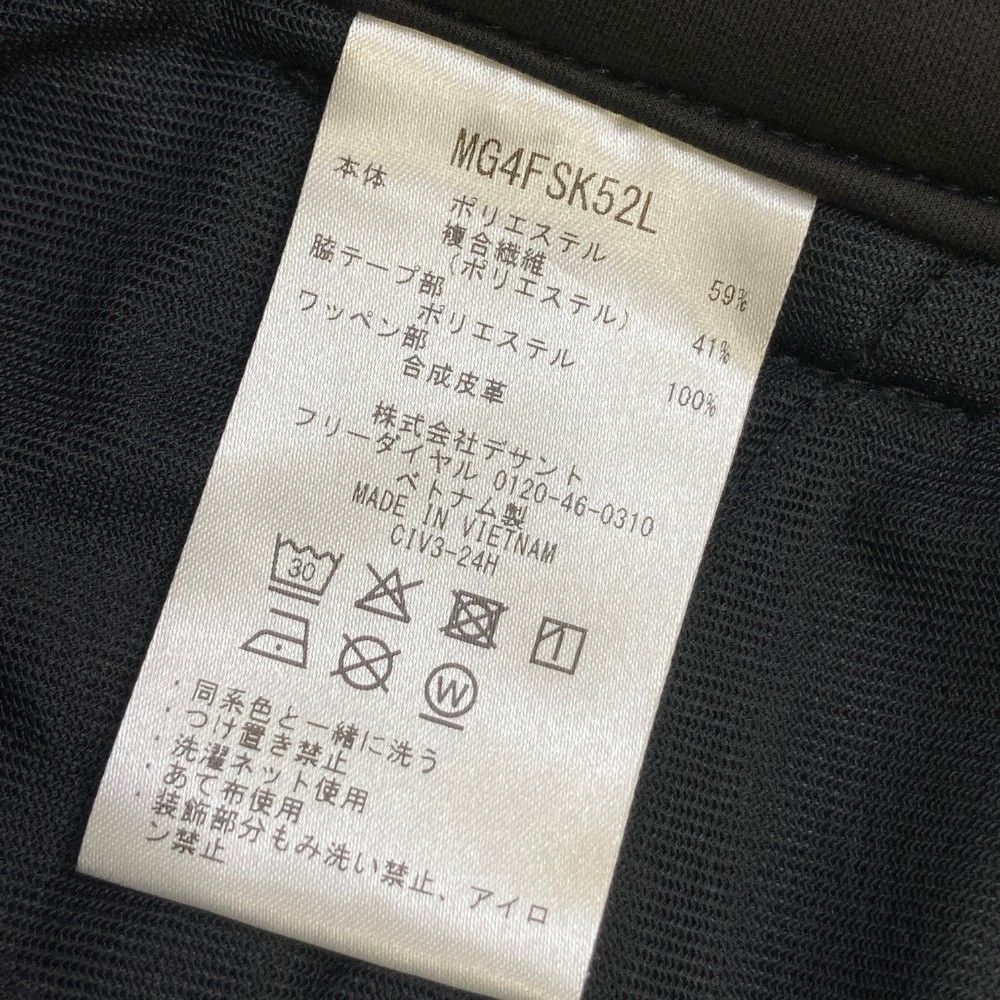 MG4FSK52L
本体
ポリエステル 59%
複合繊維
(ポリエステル) 41%
脇テープ部
ポリエステル 100%
ワッペン部
合成皮革
株式会社デサント
フリーダイヤル 0120-46-0310
ベトナム製
MADE IN VIETNAM
CIV3-24H
30
W
・同系色と一緒に洗う
・つけ置き禁止
・洗濯ネット使用
・あて布使用
・装飾部分もみ洗い禁止、アイロ
ン禁止